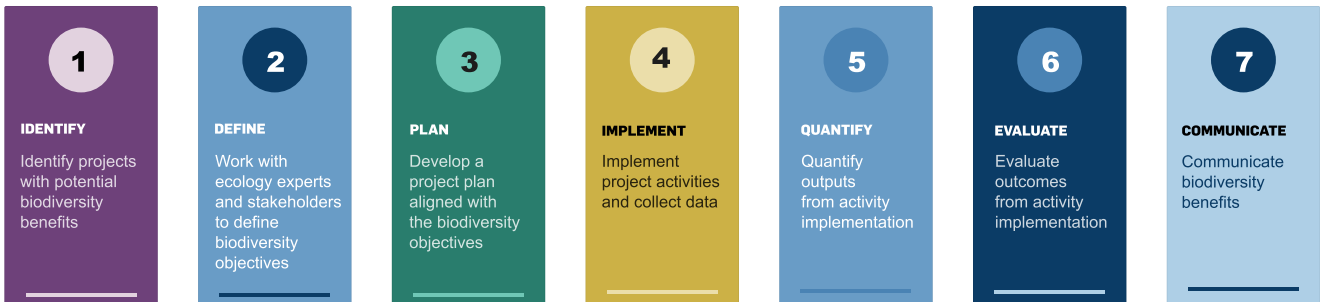 1
IDENTIFY
Identify projects
with potential
biodiversity
benefits
2
DEFINE
Work with
ecology experts
and stakeholders
to define
biodiversity
objectives
3
PLAN
Develop a
project plan
aligned with
the biodiversity
objectives
4
IMPLEMENT
Implement
project activities
and collect data
5
QUANTIFY
Quantify
outputs
from activity
implementation
6
EVALUATE
Evaluate
outcomes
from activity
implementation
7
COMMUNICATE
Communicate
biodiversity
benefits